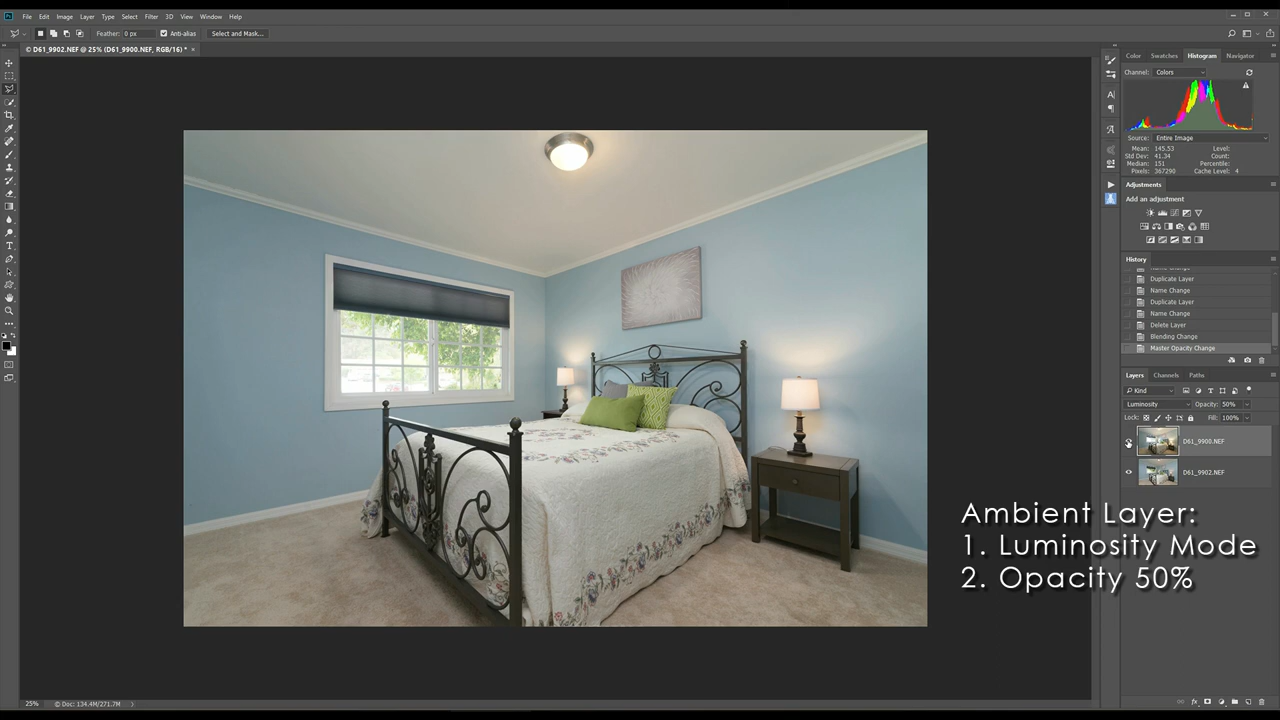 Ps File Edit Image Layer Type Select Filter 3D View Window Help
Feather: 0 px Anti-alias Select and Mask...
© D61_9902.NEF @ 25% (D61_9900.NEF, RGB/16) * ×
Color Swatches Histogram Navigator
Channel: Colors
Source: Entire Image
Mean: 145.53 Level:
Std Dev: 41.34 Count:
Median: 151 Percentile:
Pixels: 367290 Cache Level: 4
Adjustments
Add an adjustment
History
Name Change
Duplicate Layer
Name Change
Duplicate Layer
Name Change
Delete Layer
Blending Change
Master Opacity Change
Layers Channels Paths
Kind
Luminosity Opacity: 50%
Lock: Fill: 100%
D61_9900.NEF
D61_9902.NEF
Ambient Layer:
1. Luminosity Mode
2. Opacity 50%
25% © Doc: 134.4M/271.7M